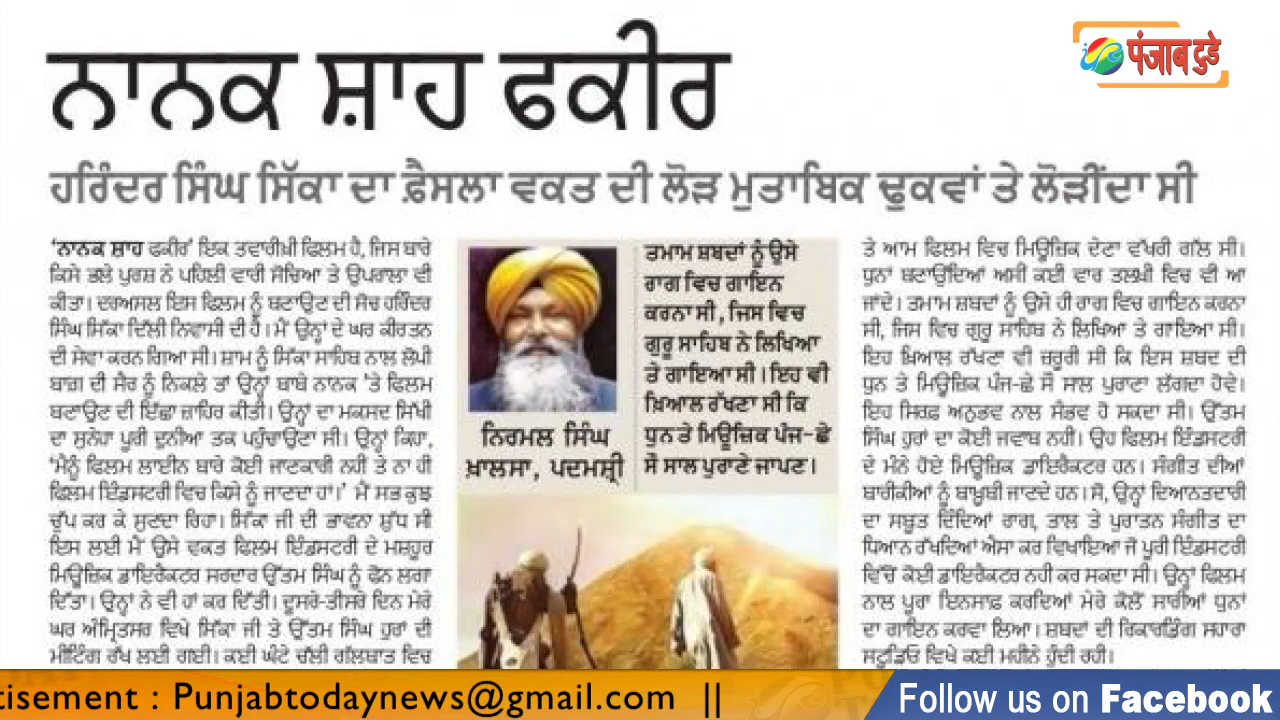 ਨਾਨਕ ਸ਼ਾਹ ਫਕੀਰ
पंजाब टुडे
ਹਰਿੰਦਰ ਸਿੰਘ ਸਿੱਕਾ ਦਾ ਫ਼ੈਸਲਾ ਵਕਤ ਦੀ ਲੋੜ ਮੁਤਾਬਿਕ ਢੁਕਵਾਂ ਤੇ ਲੋੜੀਂਦਾ ਸੀ
'ਨਾਨਕ ਸ਼ਾਹ ਫਕੀਰ' ਇਕ ਤਵਾਰੀਖ਼ੀ ਫਿਲਮ ਹੈ, ਜਿਸ ਬਾਰੇ
ਕਿਸੇ ਭਲੇ ਪੁਰਸ਼ ਨੇ ਪਹਿਲੀ ਵਾਰੀ ਸੋਚਿਆ ਤੇ ਉਪਰਾਲਾ ਵੀ
ਕੀਤਾ। ਦਰਅਸਲ ਇਸ ਫਿਲਮ ਨੂੰ ਬਣਾਉਣ ਦੀ ਸੋਚ ਹਰਿੰਦਰ
ਸਿੰਘ ਸਿੱਕਾ ਦਿੱਲੀ ਨਿਵਾਸੀ ਦੀ ਹੈ। ਮੈਂ ਉਨ੍ਹਾਂ ਦੇ ਘਰ ਕੀਰਤਨ
ਦੀ ਸੇਵਾ ਕਰਨ ਗਿਆ ਸੀ। ਸ਼ਾਮ ਨੂੰ ਸਿੱਕਾ ਸਾਹਿਬ ਨਾਲ ਲੋਧੀ
ਬਾਗ਼ ਦੀ ਸੈਰ ਨੂੰ ਨਿਕਲੇ ਤਾਂ ਉਨ੍ਹਾਂ ਬਾਬੇ ਨਾਨਕ 'ਤੇ ਫਿਲਮ
ਬਣਾਉਣ ਦੀ ਇੱਛਾ ਜ਼ਾਹਿਰ ਕੀਤੀ। ਉਨ੍ਹਾਂ ਦਾ ਮਕਸਦ ਸਿੱਖੀ
ਦਾ ਸੁਨੇਹਾ ਪੂਰੀ ਦੁਨੀਆ ਤਕ ਪਹੁੰਚਾਉਣਾ ਸੀ। ਉਨ੍ਹਾਂ ਕਿਹਾ,
'ਮੈਨੂੰ ਫਿਲਮ ਲਾਈਨ ਬਾਰੇ ਕੋਈ ਜਾਣਕਾਰੀ ਨਹੀਂ ਤੇ ਨਾ ਹੀ
ਫਿਲਮ ਇੰਡਸਟਰੀ ਵਿਚ ਕਿਸੇ ਨੂੰ ਜਾਣਦਾ ਹਾਂ।' ਮੈਂ ਸਭ ਕੁਝ
ਚੁੱਪ ਕਰ ਕੇ ਸੁਣਦਾ ਰਿਹਾ। ਸਿੱਕਾ ਜੀ ਦੀ ਭਾਵਨਾ ਸ਼ੁੱਧ ਸੀ
ਇਸ ਲਈ ਮੈਂ ਉਸੇ ਵਕਤ ਫਿਲਮ ਇੰਡਸਟਰੀ ਦੇ ਮਸ਼ਹੂਰ
ਮਿਊਜ਼ਿਕ ਡਾਇਰੈਕਟਰ ਸਰਦਾਰ ਉੱਤਮ ਸਿੰਘ ਨੂੰ ਫੋਨ ਲਗਾ
ਦਿੱਤਾ। ਉਨ੍ਹਾਂ ਨੇ ਵੀ ਹਾਂ ਕਰ ਦਿੱਤੀ। ਦੂਸਰੇ-ਤੀਸਰੇ ਦਿਨ ਮੇਰੇ
ਘਰ ਅੰਮ੍ਰਿਤਸਰ ਵਿਖੇ ਸਿੱਕਾ ਜੀ ਤੇ ਉੱਤਮ ਸਿੰਘ ਹੁਰਾਂ ਦੀ
ਮੀਟਿੰਗ ਰੱਖ ਲਈ ਗਈ। ਕਈ ਘੰਟੇ ਚੱਲੀ ਗੱਲਬਾਤ ਵਿਚ
ਨਿਰਮਲ ਸਿੰਘ
ਖ਼ਾਲਸਾ, ਪਦਮਸ਼੍ਰੀ
ਤਮਾਮ ਸ਼ਬਦਾਂ ਨੂੰ ਉਸੇ
ਰਾਗ ਵਿਚ ਗਾਇਨ
ਕਰਨਾ ਸੀ, ਜਿਸ ਵਿਚ
ਗੁਰੂ ਸਾਹਿਬ ਨੇ ਲਿਖਿਆ
ਤੇ ਗਾਇਆ ਸੀ। ਇਹ ਵੀ
ਖ਼ਿਆਲ ਰੱਖਣਾ ਸੀ ਕਿ
ਧੁਨ ਤੇ ਮਿਊਜ਼ਿਕ ਪੰਜ-ਛੇ
ਸੌ ਸਾਲ ਪੁਰਾਣੇ ਜਾਪਣ।
ਤੇ ਆਮ ਫਿਲਮ ਵਿਚ ਮਿਊਜ਼ਿਕ ਦੇਣਾ ਵੱਖਰੀ ਗੱਲ ਸੀ।
ਧੁਨਾਂ ਬਣਾਉਂਦਿਆਂ ਅਸੀਂ ਕਈ ਵਾਰ ਤਲਖ਼ੀ ਵਿਚ ਵੀ ਆ
ਜਾਂਦੇ। ਤਮਾਮ ਸ਼ਬਦਾਂ ਨੂੰ ਉਸੇ ਹੀ ਰਾਗ ਵਿਚ ਗਾਇਨ ਕਰਨਾ
ਸੀ, ਜਿਸ ਵਿਚ ਗੁਰੂ ਸਾਹਿਬ ਨੇ ਲਿਖਿਆ ਤੇ ਗਾਇਆ ਸੀ।
ਇਹ ਖ਼ਿਆਲ ਰੱਖਣਾ ਵੀ ਜ਼ਰੂਰੀ ਸੀ ਕਿ ਇਸ ਸ਼ਬਦ ਦੀ
ਧੁਨ ਤੇ ਮਿਊਜ਼ਿਕ ਪੰਜ-ਛੇ ਸੌ ਸਾਲ ਪੁਰਾਣਾ ਲੱਗਦਾ ਹੋਵੇ।
ਇਹ ਸਿਰਫ਼ ਅਨੁਭਵ ਨਾਲ ਸੰਭਵ ਹੋ ਸਕਦਾ ਸੀ। ਉੱਤਮ
ਸਿੰਘ ਹੁਰਾਂ ਦਾ ਕੋਈ ਜਵਾਬ ਨਹੀਂ। ਉਹ ਫਿਲਮ ਇੰਡਸਟਰੀ
ਦੇ ਮੰਨੇ ਹੋਏ ਮਿਊਜ਼ਿਕ ਡਾਇਰੈਕਟਰ ਹਨ। ਸੰਗੀਤ ਦੀਆਂ
ਬਾਰੀਕੀਆਂ ਨੂੰ ਬਾਖ਼ੂਬੀ ਜਾਣਦੇ ਹਨ। ਸੋ, ਉਨ੍ਹਾਂ ਦਿਆਨਤਦਾਰੀ
ਦਾ ਸਬੂਤ ਦਿੰਦਿਆਂ ਰਾਗ, ਤਾਲ ਤੇ ਪੁਰਾਤਨ ਸੰਗੀਤ ਦਾ
ਧਿਆਨ ਰੱਖਦਿਆਂ ਐਸਾ ਕਰ ਵਿਖਾਇਆ ਜੋ ਪੂਰੀ ਇੰਡਸਟਰੀ
ਵਿੱਚੋਂ ਕੋਈ ਡਾਇਰੈਕਟਰ ਨਹੀਂ ਕਰ ਸਕਦਾ ਸੀ। ਉਨ੍ਹਾਂ ਫਿਲਮ
ਨਾਲ ਪੂਰਾ ਇਨਸਾਫ਼ ਕਰਦਿਆਂ ਮੇਰੇ ਕੋਲੋਂ ਸਾਰੀਆਂ ਧੁਨਾਂ
ਦਾ ਗਾਇਨ ਕਰਵਾ ਲਿਆ। ਸ਼ਬਦਾਂ ਦੀ ਰਿਕਾਰਡਿੰਗ ਸਹਾਰਾ
ਸਟੂਡਿਓ ਵਿਖੇ ਕਈ ਮਹੀਨੇ ਹੁੰਦੀ ਰਹੀ।
tisement : Punjabtodaynews@gmail.com ||
Follow us on Facebook